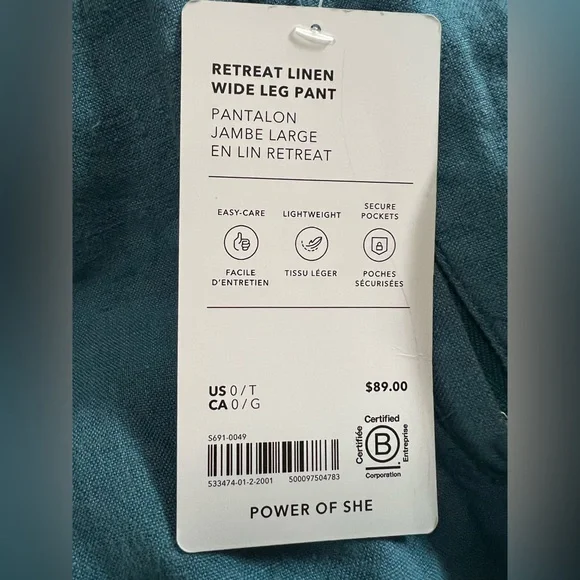 RETREAT LINEN
WIDE LEG PANT
PANTALON
JAMBE LARGE
EN LIN RETREAT
EASY-CARE
LIGHTWEIGHT
SECURE
POCKETS
FACILE
D'ENTRETIEN
TISSU LÉGER
POCHES
SÉCURISÉES
US 0 / T
CA 0 / G
$89.00
S691-0049
533474-01-2-2001 500097504783
Certified
Certifiée
B
Entreprise
Corporation
POWER OF SHE